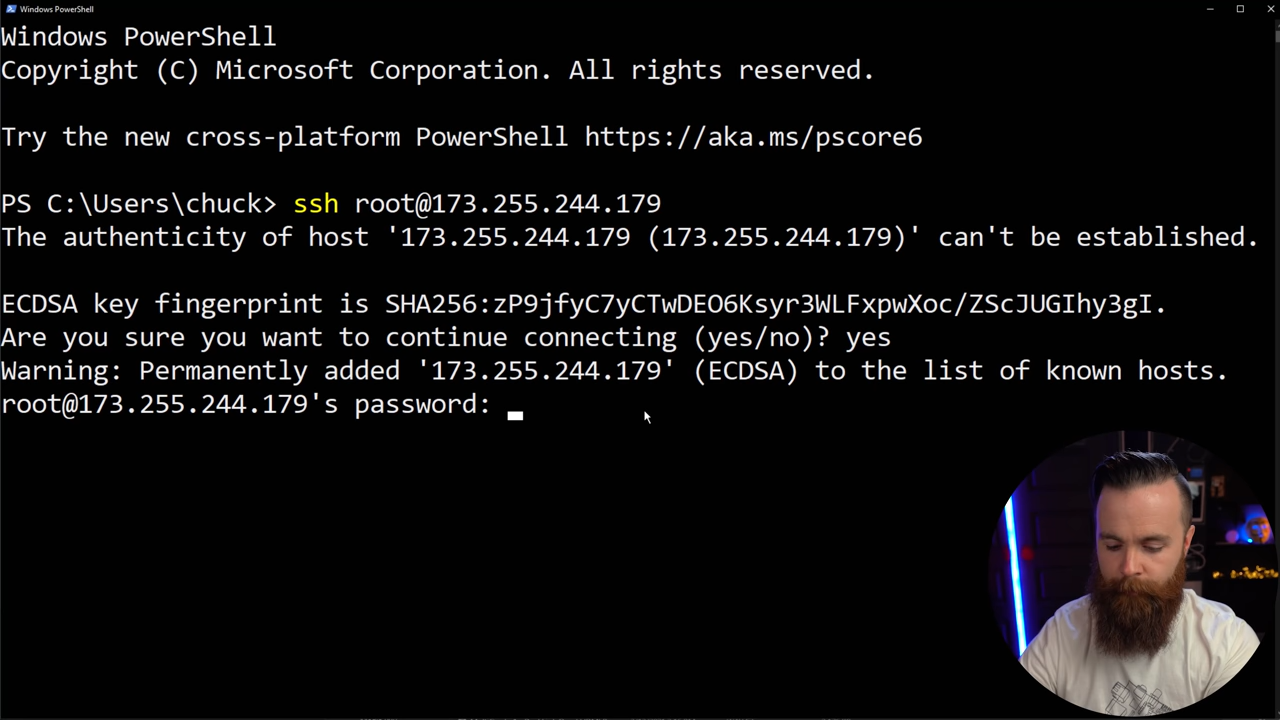 Windows PowerShell
Windows PowerShell
Copyright (C) Microsoft Corporation. All rights reserved.
Try the new cross-platform PowerShell https://aka.ms/pscore6
PS C:\Users\chuck> ssh root@173.255.244.179
The authenticity of host '173.255.244.179 (173.255.244.179)' can't be established.
ECDSA key fingerprint is SHA256:zP9jfyC7yCTwDEO6Ksyr3WLFxpwXoc/ZScJUGIhy3gI.
Are you sure you want to continue connecting (yes/no)? yes
Warning: Permanently added '173.255.244.179' (ECDSA) to the list of known hosts.
root@173.255.244.179's password: